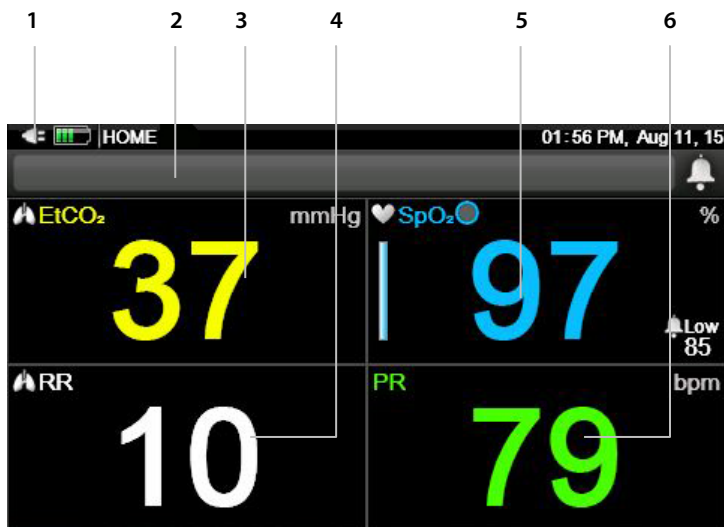 1 2 3 4 5 6
HOME 01:56 PM, Aug 11, 15
EtCO₂ mmHg SpO₂ %
37 97
Low
85
RR PR bpm
10 79